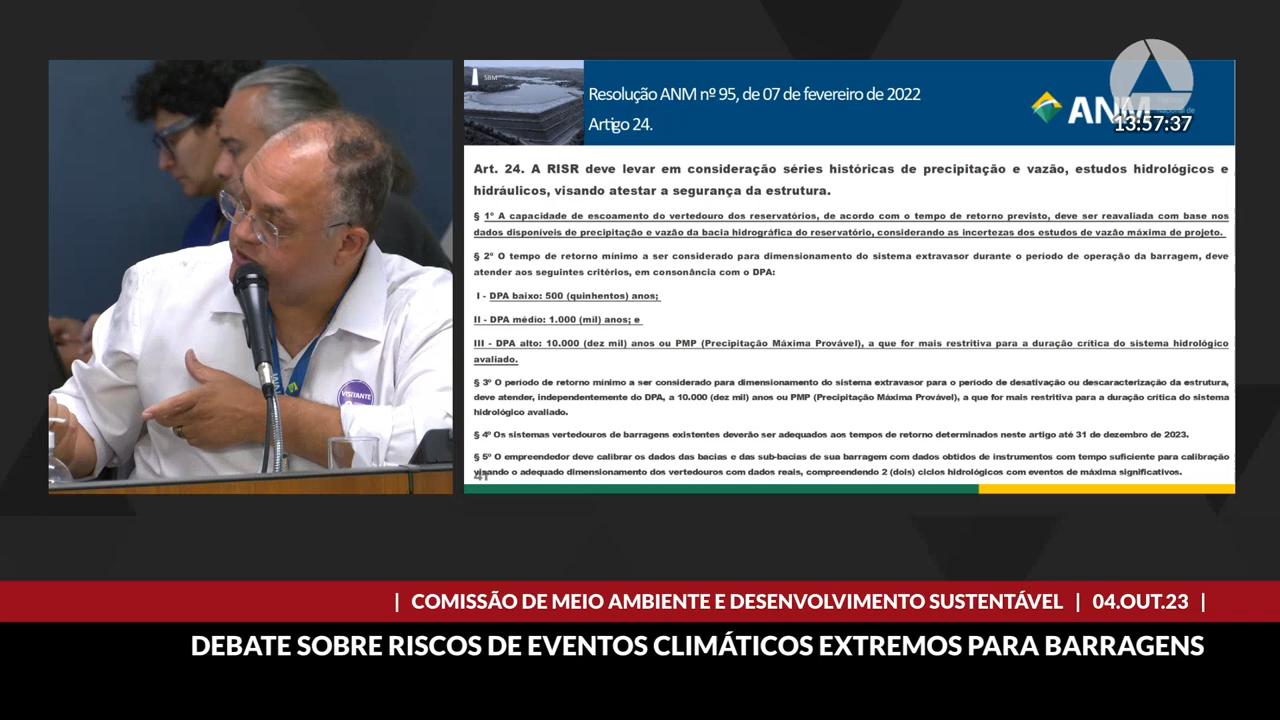 SBM
Resolução ANM nº 95, de 07 de fevereiro de 2022
Artigo 24.
ANM
13:57:37
Art. 24. A RISR deve levar em consideração séries históricas de precipitação e vazão, estudos hidrológicos e
hidráulicos, visando atestar a segurança da estrutura.
§ 1º A capacidade de escoamento do vertedouro dos reservatórios, de acordo com o tempo de retorno previsto, deve ser reavaliada com base nos
dados disponíveis de precipitação e vazão da bacia hidrográfica do reservatório, considerando as incertezas dos estudos de vazão máxima de projeto.
§ 2º O tempo de retorno mínimo a ser considerado para dimensionamento do sistema extravasor durante o período de operação da barragem, deve
atender aos seguintes critérios, em consonância com o DPA:
I - DPA baixo: 500 (quinhentos) anos;
II - DPA médio: 1.000 (mil) anos; e
III - DPA alto: 10.000 (dez mil) anos ou PMP (Precipitação Máxima Provável), a que for mais restritiva para a duração crítica do sistema hidrológico
avaliado.
§ 3º O período de retorno mínimo a ser considerado para dimensionamento do sistema extravasor para o período de desativação ou descaracterização da estrutura,
deve atender, independentemente do DPA, a 10.000 (dez mil) anos ou PMP (Precipitação Máxima Provável), a que for mais restritiva para a duração crítica do sistema
hidrológico avaliado.
§ 4º Os sistemas vertedouros de barragens existentes deverão ser adequados aos tempos de retorno determinados neste artigo até 31 de dezembro de 2023.
§ 5º O empreendedor deve calibrar os dados das bacias e das sub-bacias de sua barragem com dados obtidos de instrumentos com tempo suficiente para calibração
visando o adequado dimensionamento dos vertedouros com dados reais, compreendendo 2 (dois) ciclos hidrológicos com eventos de máxima significativos.
41
VISITANTE
| COMISSÃO DE MEIO AMBIENTE E DESENVOLVIMENTO SUSTENTÁVEL | 04.OUT.23 |
DEBATE SOBRE RISCOS DE EVENTOS CLIMÁTICOS EXTREMOS PARA BARRAGENS